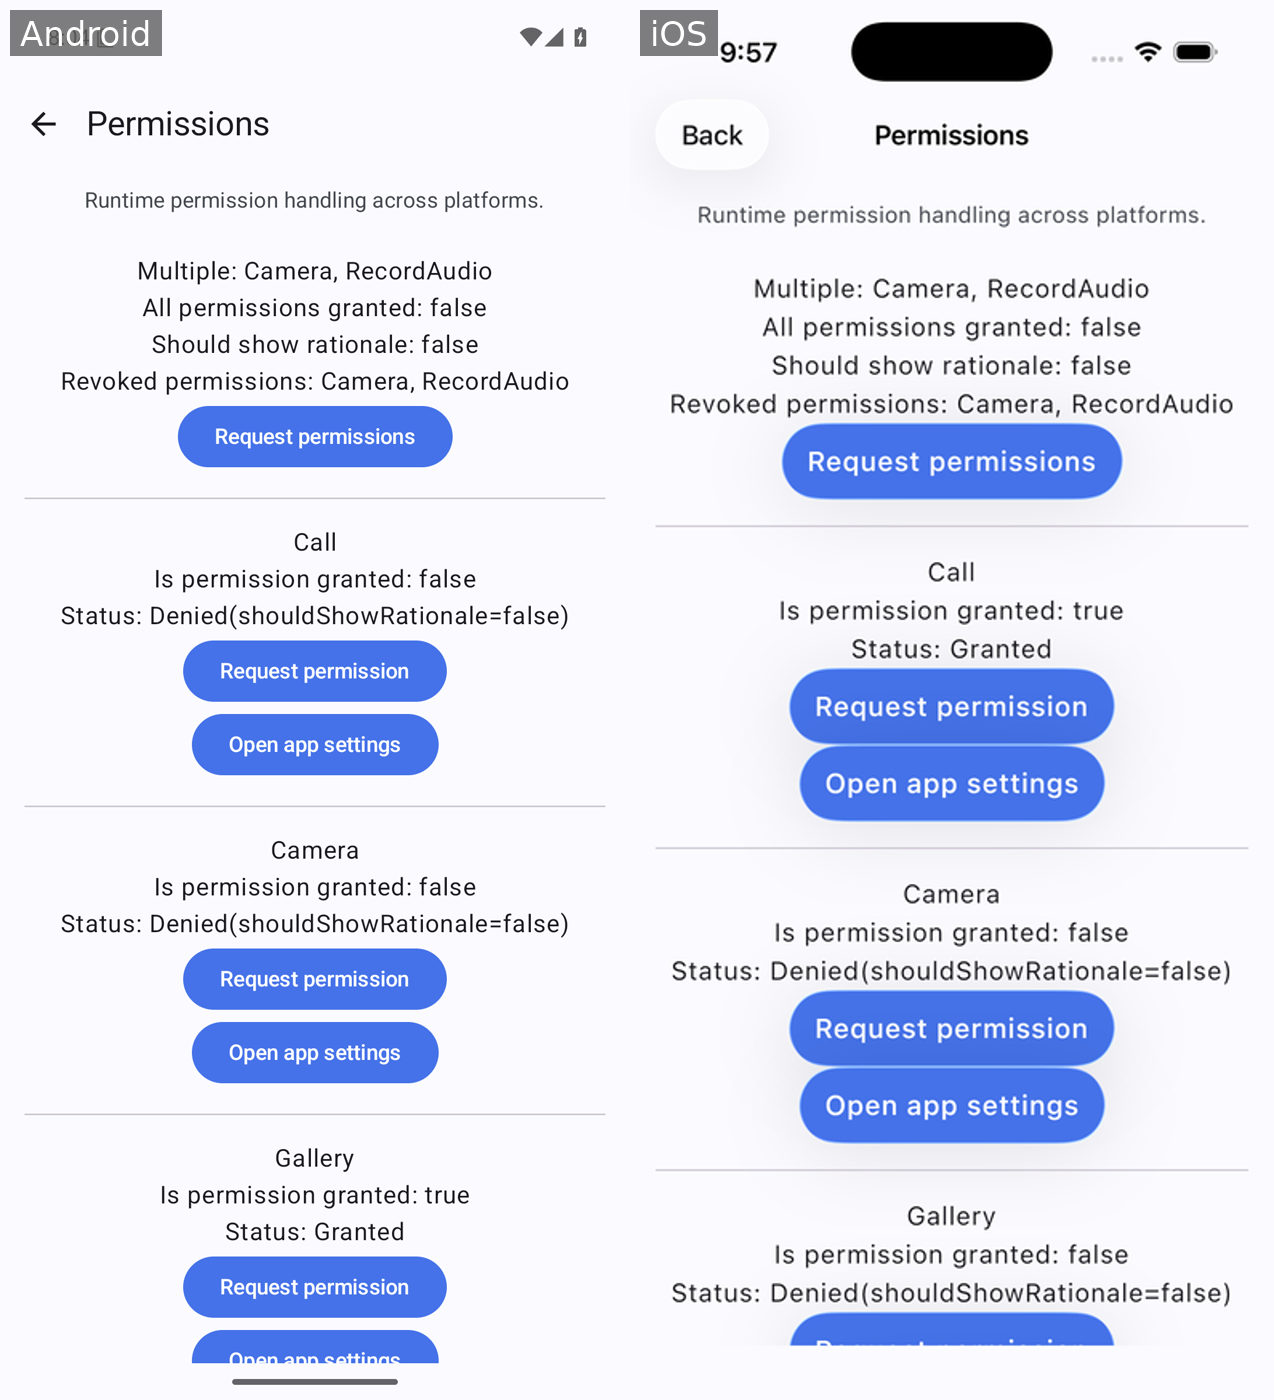 Android
Permissions
Runtime permission handling across platforms.
Multiple: Camera, RecordAudio
All permissions granted: false
Should show rationale: false
Revoked permissions: Camera, RecordAudio
Request permissions
Call
Is permission granted: false
Status: Denied(shouldShowRationale=false)
Request permission
Open app settings
Camera
Is permission granted: false
Status: Denied(shouldShowRationale=false)
Request permission
Open app settings
Gallery
Is permission granted: true
Status: Granted
Request permission
Open app settings
iOS
9:57
Back
Permissions
Runtime permission handling across platforms.
Multiple: Camera, RecordAudio
All permissions granted: false
Should show rationale: false
Revoked permissions: Camera, RecordAudio
Request permissions
Call
Is permission granted: true
Status: Granted
Request permission
Open app settings
Camera
Is permission granted: false
Status: Denied(shouldShowRationale=false)
Request permission
Open app settings
Gallery
Is permission granted: false
Status: Denied(shouldShowRationale=false)
Request permission